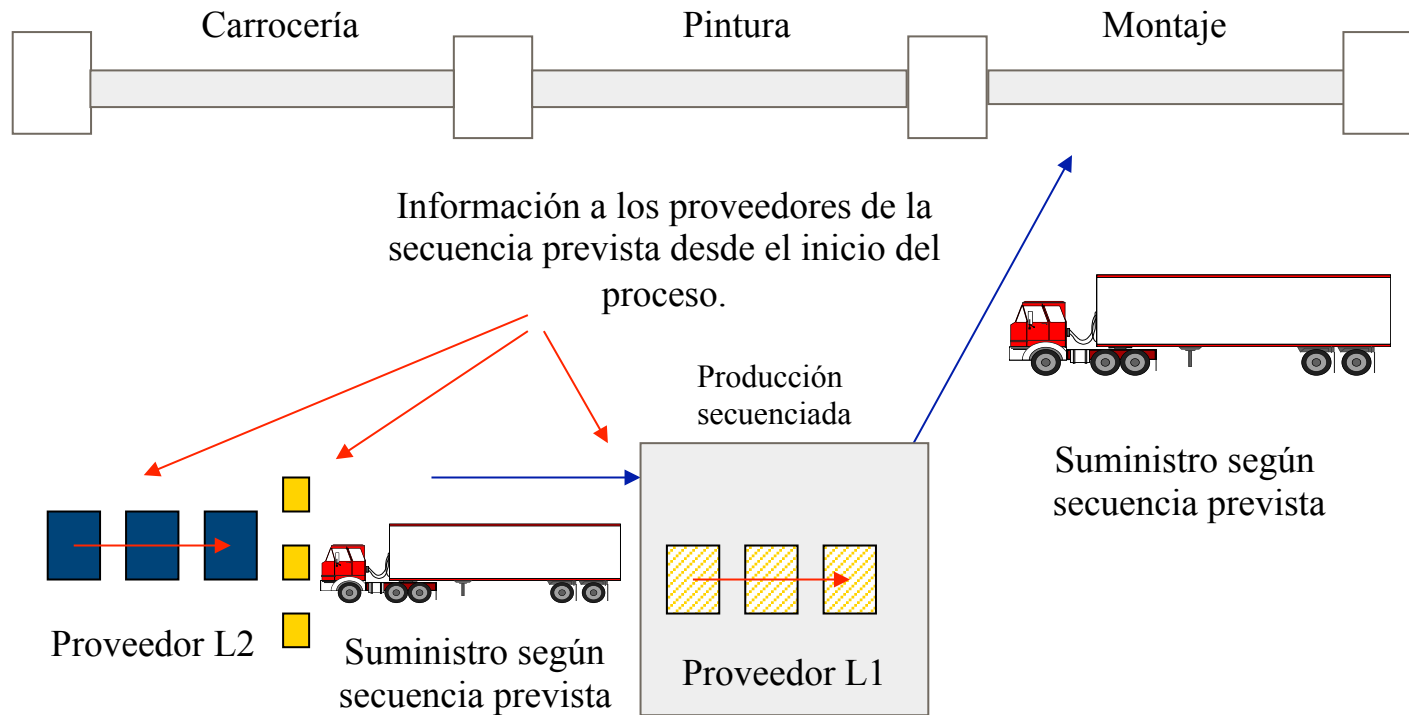 Carrocería
Pintura
Montaje
Información a los proveedores de la
secuencia prevista desde el inicio del
proceso.
Producción
secuenciada
Suministro según
secuencia prevista
Proveedor L2
Suministro según
secuencia prevista
Proveedor L1